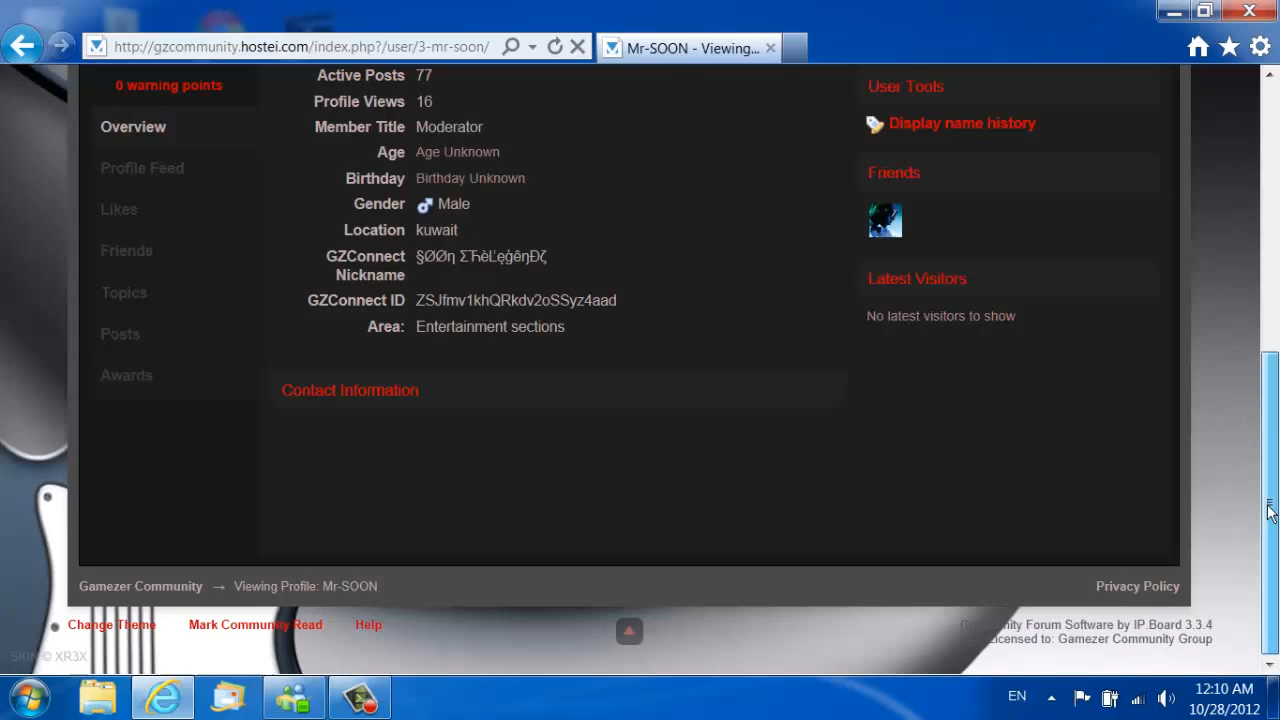 http://gzcommunity.hostei.com/index.php?/user/3-mr-soon/
Mr-SOON - Viewing...
0 warning points
Overview
Profile Feed
Likes
Friends
Topics
Posts
Awards
Active Posts 77
Profile Views 16
Member Title Moderator
Age Age Unknown
Birthday Birthday Unknown
Gender Male
Location kuwait
GZConnect Nickname §ØØη ΣЂèĽęģêηĐζ
GZConnect ID ZSJfmv1khQRkdv2oSSyz4aad
Area: Entertainment sections
Contact Information
User Tools
Display name history
Friends
Latest Visitors
No latest visitors to show
Gamezer Community → Viewing Profile: Mr-SOON
Privacy Policy
Change Theme Mark Community Read Help
Forum Software by IP.Board 3.3.4
Licensed to: Gamezer Community Group
SKIN © XR3X
EN
12:10 AM
10/28/2012